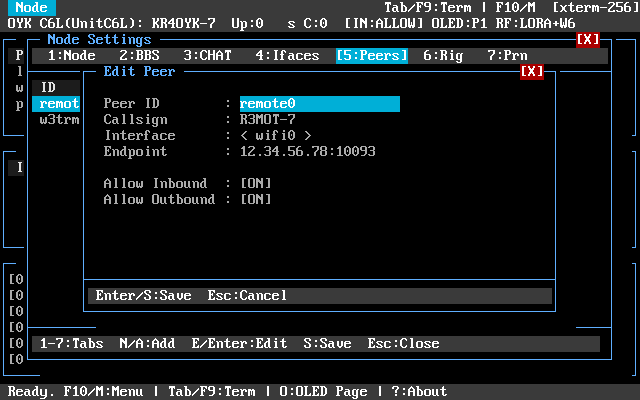 Node Tab/F9:Term | F10/M [xterm-256]
OYK C6L(UnitC6L): KR4OYK-7 Up:0 s C:0 [IN:ALLOW] OLED:P1 RF:LORA+W6
Node Settings [X]
P 1:Node 2:BBS 3:CHAT 4:Ifaces [5:Peers] 6:Rig 7:Prn
l Edit Peer [X]
w ID
p remot Peer ID : remote0
w3trm Callsign : R3MOT-7
Interface : < wifi0 >
Endpoint : 12.34.56.78:10093
I
Allow Inbound : [ON]
Allow Outbound : [ON]
[O
[O Enter/S:Save Esc:Cancel
[O
[O
[O 1-7:Tabs N/A:Add E/Enter:Edit S:Save Esc:Close
[O
Ready. F10/M:Menu | Tab/F9:Term | O:OLED Page | ?:About